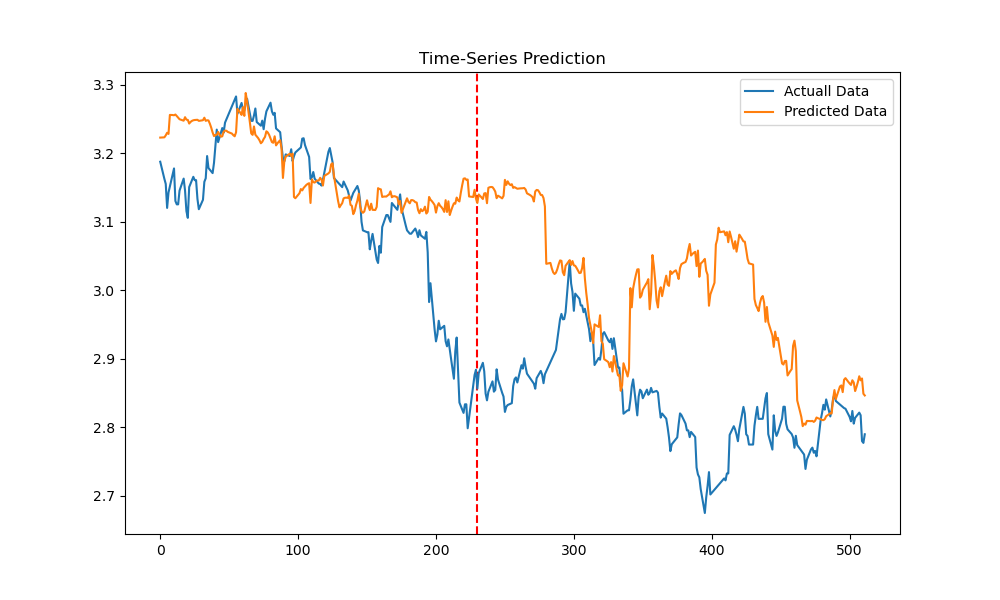 Time-Series Prediction
Actuall Data
Predicted Data
3.3
3.2
3.1
3.0
2.9
2.8
2.7
0 100 200 300 400 500